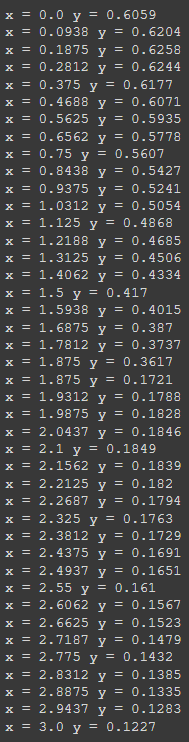 x = 0.0 y = 0.6059
x = 0.0938 y = 0.6204
x = 0.1875 y = 0.6258
x = 0.2812 y = 0.6244
x = 0.375 y = 0.6177
x = 0.4688 y = 0.6071
x = 0.5625 y = 0.5935
x = 0.6562 y = 0.5778
x = 0.75 y = 0.5607
x = 0.8438 y = 0.5427
x = 0.9375 y = 0.5241
x = 1.0312 y = 0.5054
x = 1.125 y = 0.4868
x = 1.2188 y = 0.4685
x = 1.3125 y = 0.4506
x = 1.4062 y = 0.4334
x = 1.5 y = 0.417
x = 1.5938 y = 0.4015
x = 1.6875 y = 0.387
x = 1.7812 y = 0.3737
x = 1.875 y = 0.3617
x = 1.875 y = 0.1721
x = 1.9312 y = 0.1788
x = 1.9875 y = 0.1828
x = 2.0437 y = 0.1846
x = 2.1 y = 0.1849
x = 2.1562 y = 0.1839
x = 2.2125 y = 0.182
x = 2.2687 y = 0.1794
x = 2.325 y = 0.1763
x = 2.3812 y = 0.1729
x = 2.4375 y = 0.1691
x = 2.4937 y = 0.1651
x = 2.55 y = 0.161
x = 2.6062 y = 0.1567
x = 2.6625 y = 0.1523
x = 2.7187 y = 0.1479
x = 2.775 y = 0.1432
x = 2.8312 y = 0.1385
x = 2.8875 y = 0.1335
x = 2.9437 y = 0.1283
x = 3.0 y = 0.1227